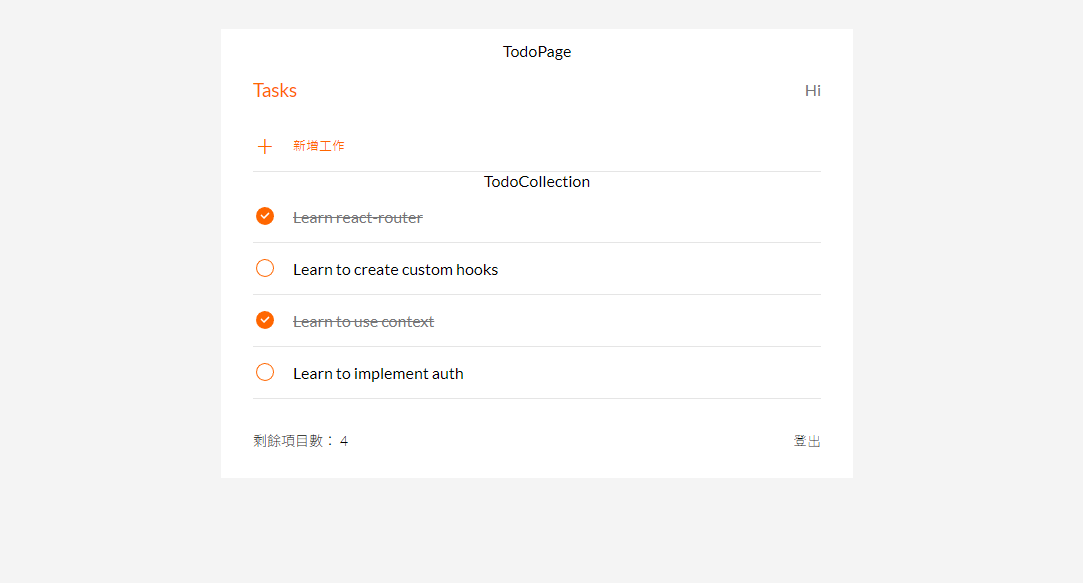 TodoPage
Tasks
Hi
新增工作
TodoCollection
Learn react-router
Learn to create custom hooks
Learn to use context
Learn to implement auth
剩餘項目數： 4
登出